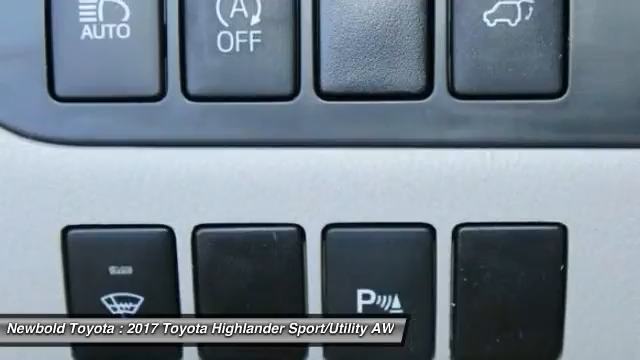 AUTO
A
OFF
P
Newbold Toyota : 2017 Toyota Highlander Sport/Utility AW